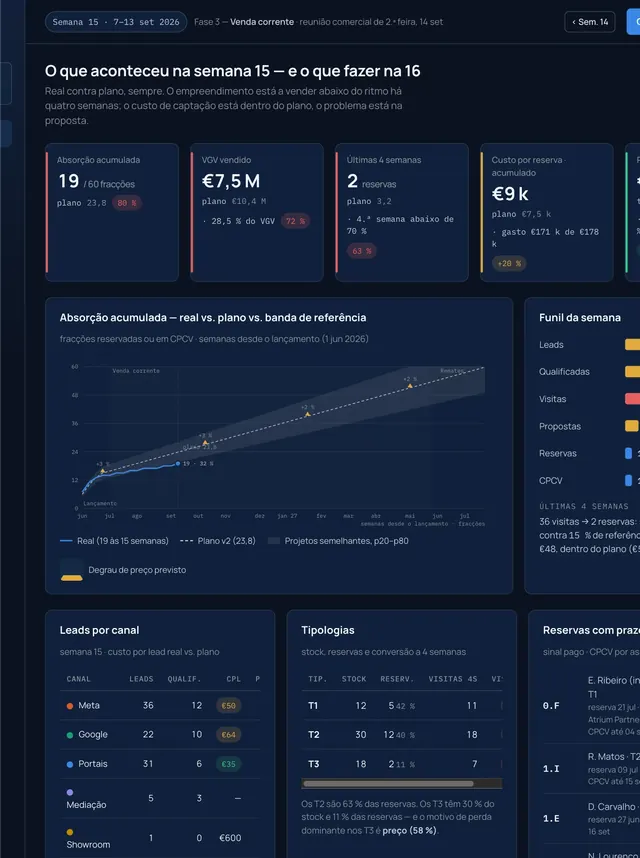 Semana 15 · 7–13 set 2026
Fase 3 — Venda corrente · reunião comercial de 2.ª feira, 14 set
‹ Sem. 14
O que aconteceu na semana 15 — e o que fazer na 16
Real contra plano, sempre. O empreendimento está a vender abaixo do ritmo há
quatro semanas; o custo de captação está dentro do plano, o problema está na
proposta.
Absorção acumulada
19 / 60 fracções
plano 23,8 80 %
VGV vendido
€7,5 M
plano €10,4 M
· 28,5 % do VGV 72 %
Últimas 4 semanas
2 reservas
plano 3,2
· 4.ª semana abaixo de
70 %
63 %
Custo por reserva ·
acumulado
€9 k
plano €7,5 k
· gasto €171 k de €178
k
+20 %
Absorção acumulada — real vs. plano vs. banda de referência
fracções reservadas ou em CPCV · semanas desde o lançamento (1 jun 2026)
60
48
36
24
12
0
Venda corrente
Remates
+2 %
+2 %
+3 %
+3 %
plano 23,8
19 · 32 %
Lançamento
jun jul ago set out nov dez jan 27 fev mar abr mai jun jul
semanas desde o lançamento · fracções
Real (19 às 15 semanas)
Plano v2 (23,8)
Projetos semelhantes, p20–p80
Degrau de preço previsto
Funil da semana
Leads
Qualificadas
Visitas
Propostas
Reservas
CPCV
ÚLTIMAS 4 SEMANAS
36 visitas → 2 reservas:
contra 15 % de referên
€48, dentro do plano (€
Leads por canal
semana 15 · custo por lead real vs. plano
CANAL LEADS QUALIF. CPL P
Meta 36 12 €50
Google 22 10 €64
Portais 31 6 €35
Mediação 5 3 —
Showroom 1 0 €600
Tipologias
stock, reservas e conversão a 4 semanas
TIP. STOCK RESERV. VISITAS 4S VI
T1 12 5 42 % 11
T2 30 12 40 % 18
T3 18 2 11 % 7
Os T2 são 63 % das reservas. Os T3 têm 30 % do
stock e 11 % das reservas — e o motivo de perda
dominante nos T3 é preço (58 %).
Reservas com praz
sinal pago · CPCV por as
0.F
E. Ribeiro (in
T1
reserva 21 jul
Atrium Partne
CPCV até 04 s
1.I
R. Matos · T2
reserva 09 jul
CPCV até 15 s
1.E
D. Carvalho ·
reserva 27 jun
16 set
N. Lourenço